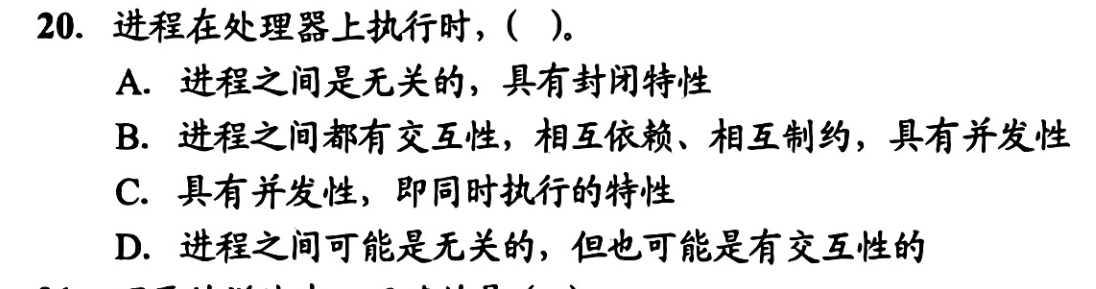 20. 进程在处理器上执行时，( )。
A. 进程之间是无关的，具有封闭特性
B. 进程之间都有交互性，相互依赖、相互制约，具有并发性
C. 具有并发性，即同时执行的特性
D. 进程之间可能是无关的，但也可能是有交互性的